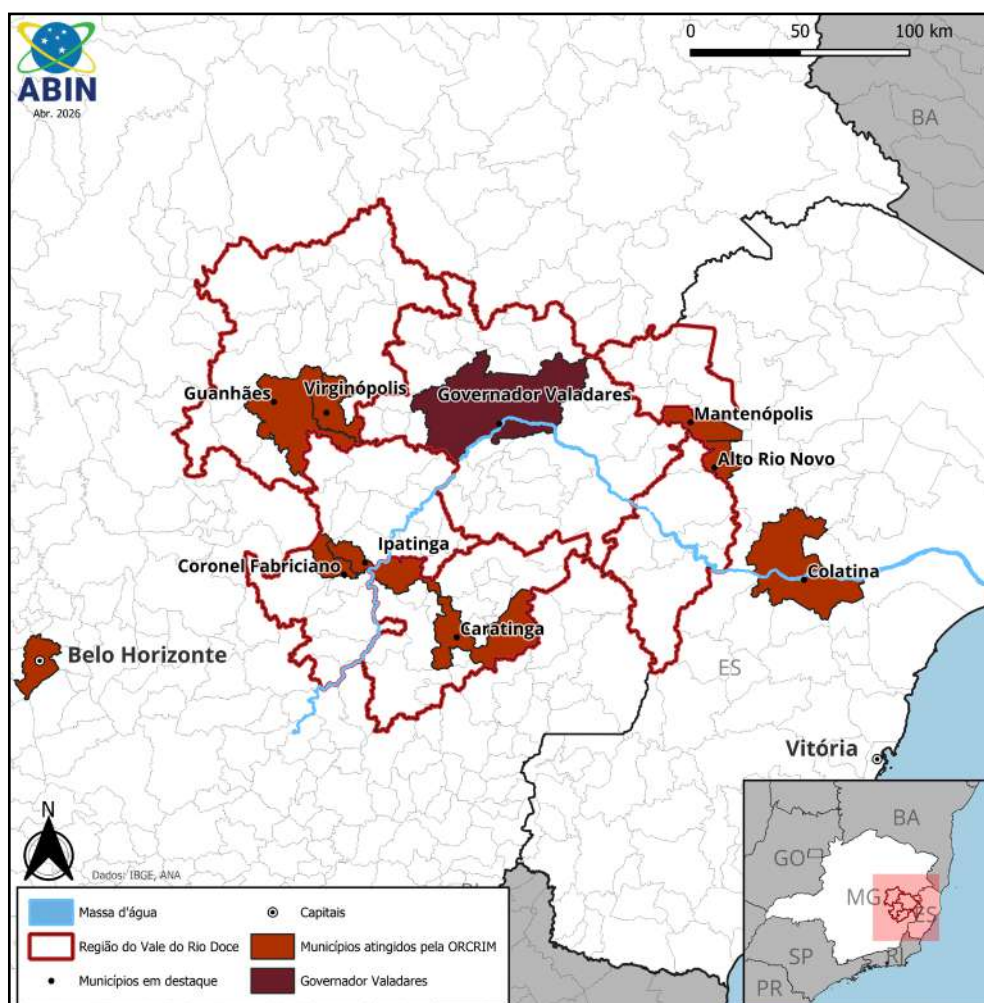 ABIN
Abr. 2026
0 50 100 km
BA
Guanhães
Virginópolis
Governador Valadares
Mantenópolis
Alto Rio Novo
Ipatinga
Coronel Fabriciano
Colatina
Caratinga
Belo Horizonte
ES
Vitória
N
Dados: IBGE, ANA
Massa d'água
Capitais
Região do Vale do Rio Doce
Municípios atingidos pela ORCRIM
Municípios em destaque
Governador Valadares
BA
GO
MG
ES
SP
RJ
PR